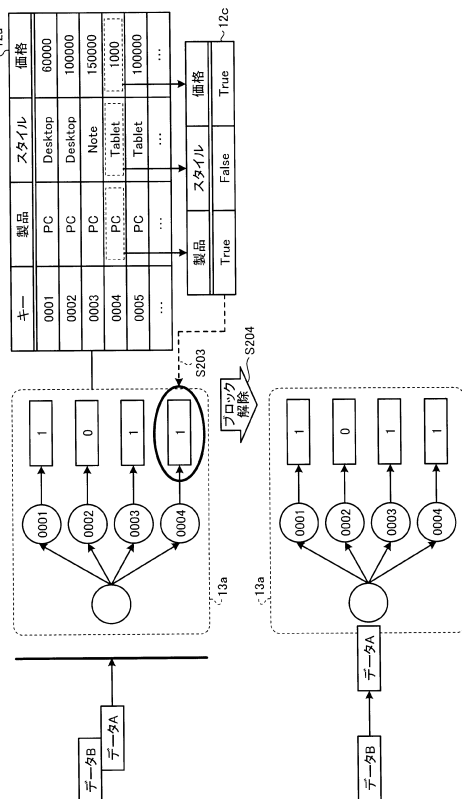 12a
キー 製品 スタイル 価格
0001 PC Desktop 60000
0002 PC Desktop 100000
0003 PC Note 150000
0004 PC Tablet 1000
0005 PC Tablet 100000
… … … …
12c
製品 スタイル 価格
True False True
S203
0001 1
0002 0
0003 1
0004 1
13a
データB
データA
ブロック
解除
S204
13a
0001 1
0002 0
0003 1
0004 1
データA
データB